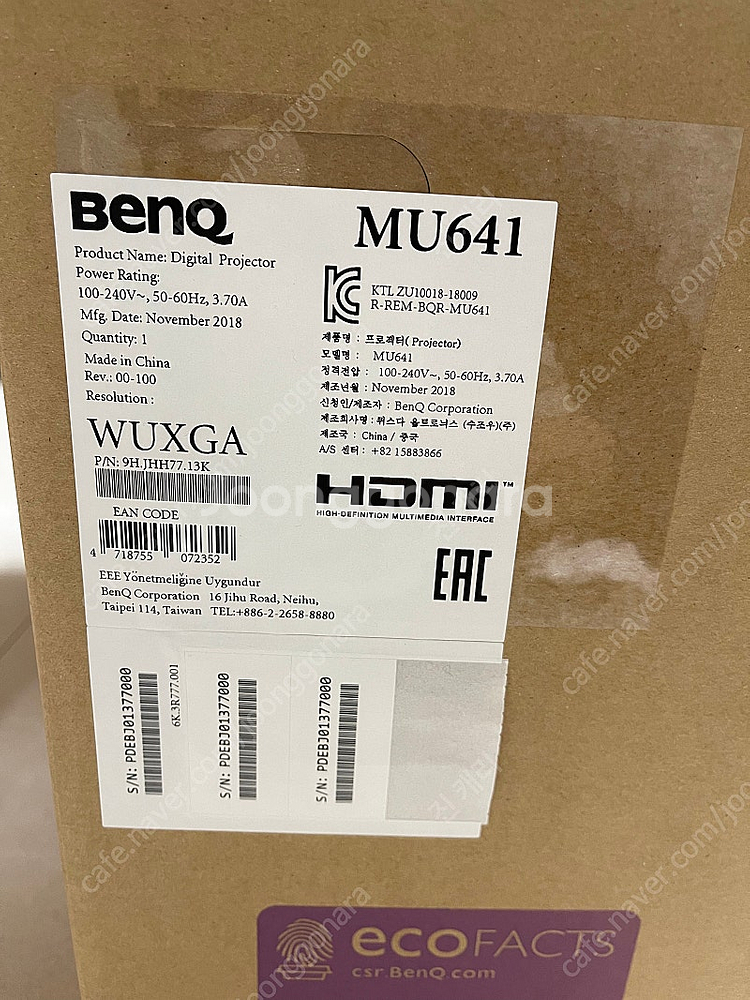 BenQ
MU641
Product Name: Digital Projector
Power Rating:
100-240V~, 50-60Hz, 3.70A
Mfg. Date: November 2018
Quantity: 1
Made in China
Rev.: 00-100
Resolution :
WUXGA
P/N: 9H.JHH77.13K
EAN CODE
4 718755 072352
EEE Yönetmeliğine Uygundur
BenQ Corporation 16 Jihu Road, Neihu,
Taipei 114, Taiwan TEL:+886-2-2658-8880
KTL ZU10018-18009
R-REM-BQR-MU641
제품명 : 프로젝터( Projector)
모델명 : MU641
정격전압 : 100-240V~, 50-60Hz, 3.70A
제조년월 : November 2018
신청인/제조자 : BenQ Corporation
제조회사명 : 뷔스다 옵트로닉스 (수조우)(주)
제조국 : China / 중국
A/S 센터 : +82 15883866
HDMI™
HIGH-DEFINITION MULTIMEDIA INTERFACE
EAC
S/N: PDEBJ01377000
6K.3R777.001
S/N: PDEBJ01377000
S/N: PDEBJ01377000
ecoFACTS
csr.BenQ.com
joonggonara
cafe.naver.com/joonggonara